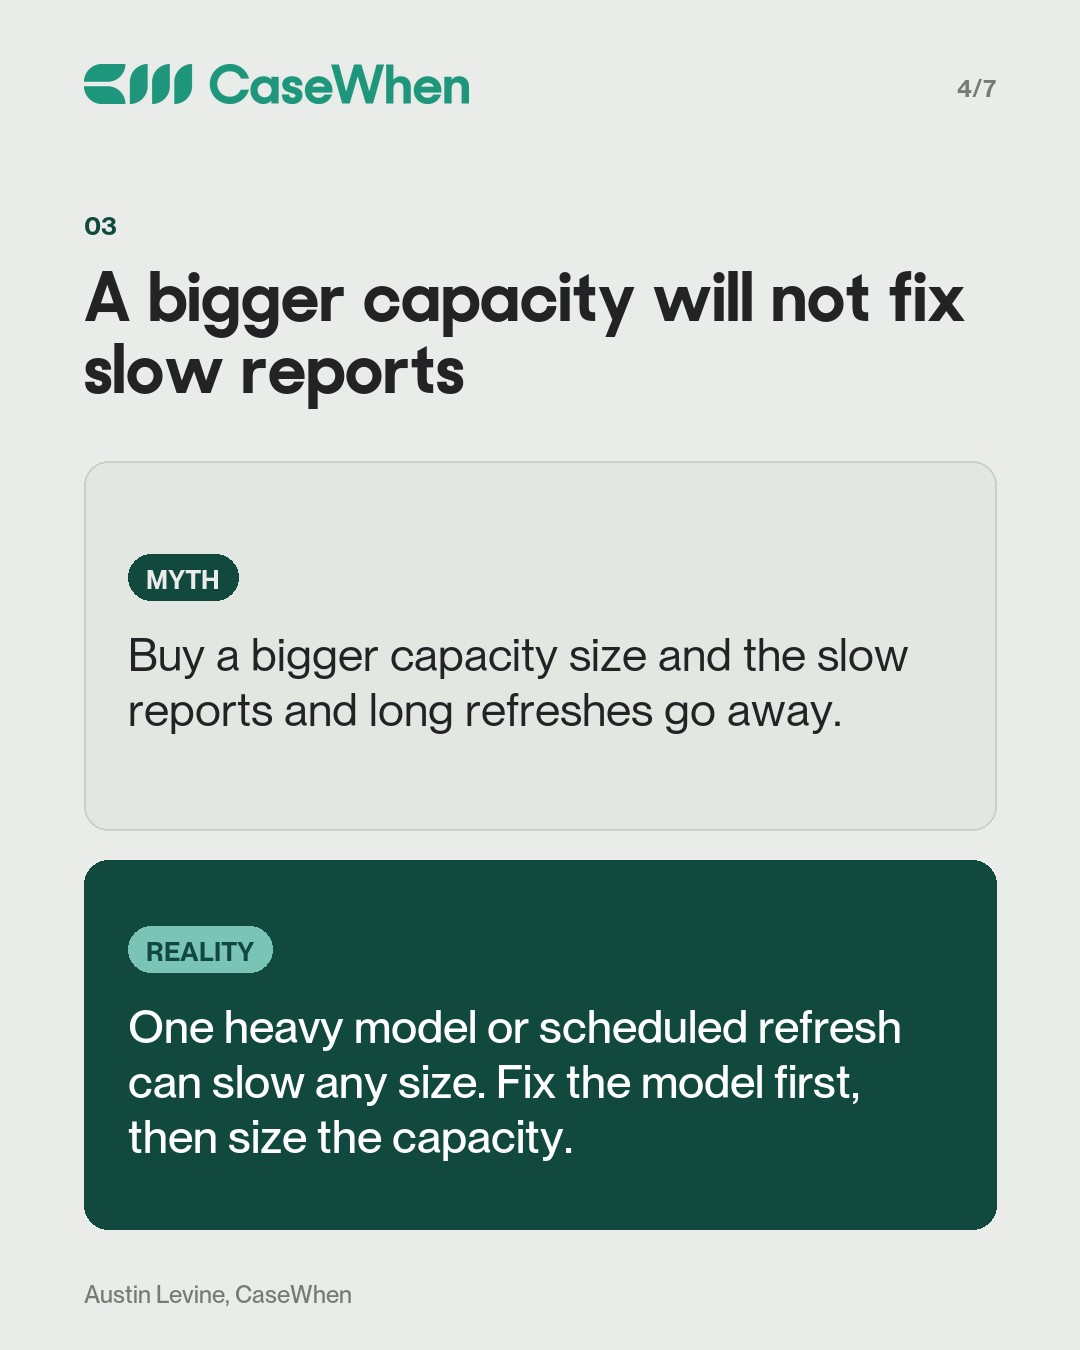 CaseWhen
4/7
03
A bigger capacity will not fix
slow reports
MYTH
Buy a bigger capacity size and the slow
reports and long refreshes go away.
REALITY
One heavy model or scheduled refresh
can slow any size. Fix the model first,
then size the capacity.
Austin Levine, CaseWhen